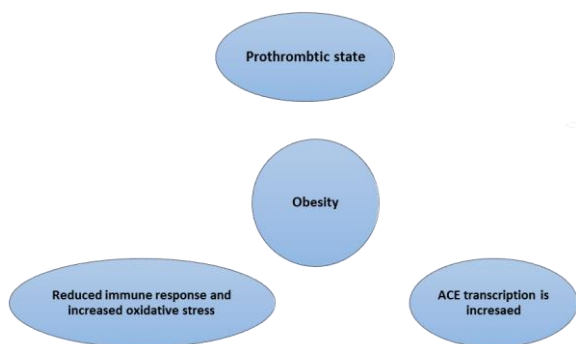 Prothrombtic state
Obesity
Reduced immune response and
increased oxidative stress
ACE transcription is
incresaed